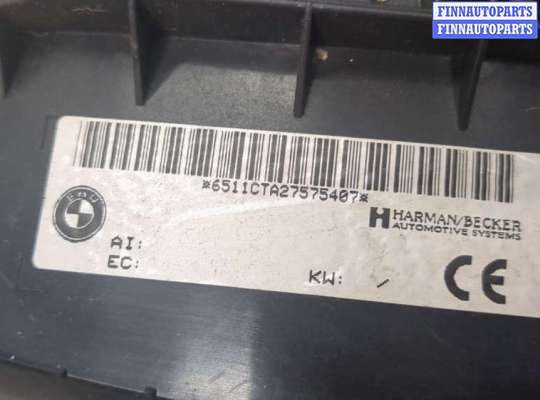 FINNAUTOPARTS
FINNAUTOPARTS
*6511CTA27575407*
HARMAN/BECKER
AUTOMOTIVE SYSTEMS
AI:
EC:
KW: /
CE